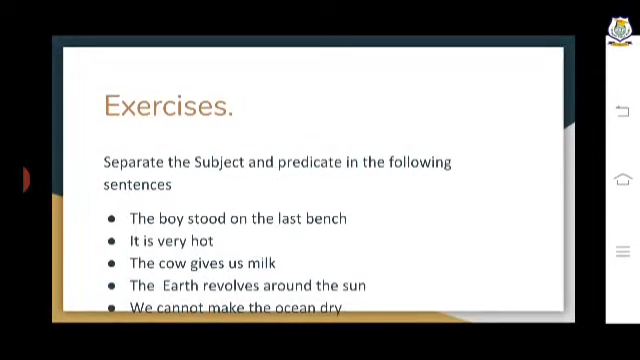 Exercises.
Separate the Subject and predicate in the following
sentences
● The boy stood on the last bench
● It is very hot
● The cow gives us milk
● The Earth revolves around the sun
● We cannot make the ocean dry